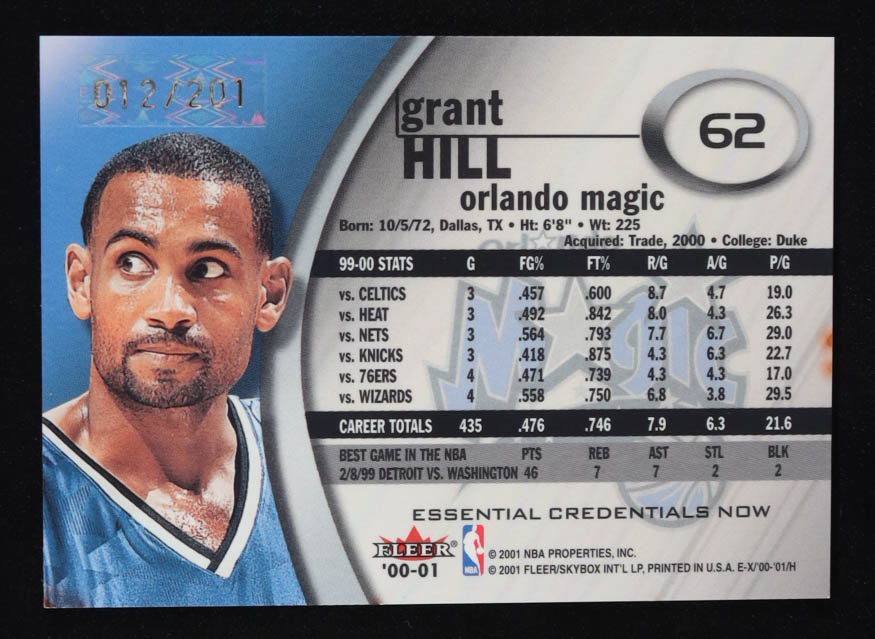 012/201
grant
HILL
62
orlando magic
Born: 10/5/72, Dallas, TX • Ht: 6'8" • Wt: 225
Acquired: Trade, 2000 • College: Duke
99-00 STATS G FG% FT% R/G A/G P/G
vs. CELTICS 3 .457 .600 8.7 4.7 19.0
vs. HEAT 3 .492 .842 8.0 4.3 26.3
vs. NETS 3 .564 .793 7.7 6.7 29.0
vs. KNICKS 3 .418 .875 4.3 6.3 22.7
vs. 76ERS 4 .471 .739 4.3 4.3 17.0
vs. WIZARDS 4 .558 .750 6.8 3.8 29.5
CAREER TOTALS 435 .476 .746 7.9 6.3 21.6
BEST GAME IN THE NBA PTS REB AST STL BLK
2/8/99 DETROIT VS. WASHINGTON 46 7 7 2 2
ESSENTIAL CREDENTIALS NOW
FLEER®
'00-01
NBA
© 2001 NBA PROPERTIES, INC.
© 2001 FLEER/SKYBOX INT'L LP, PRINTED IN U.S.A. E-X/'00-'01/H